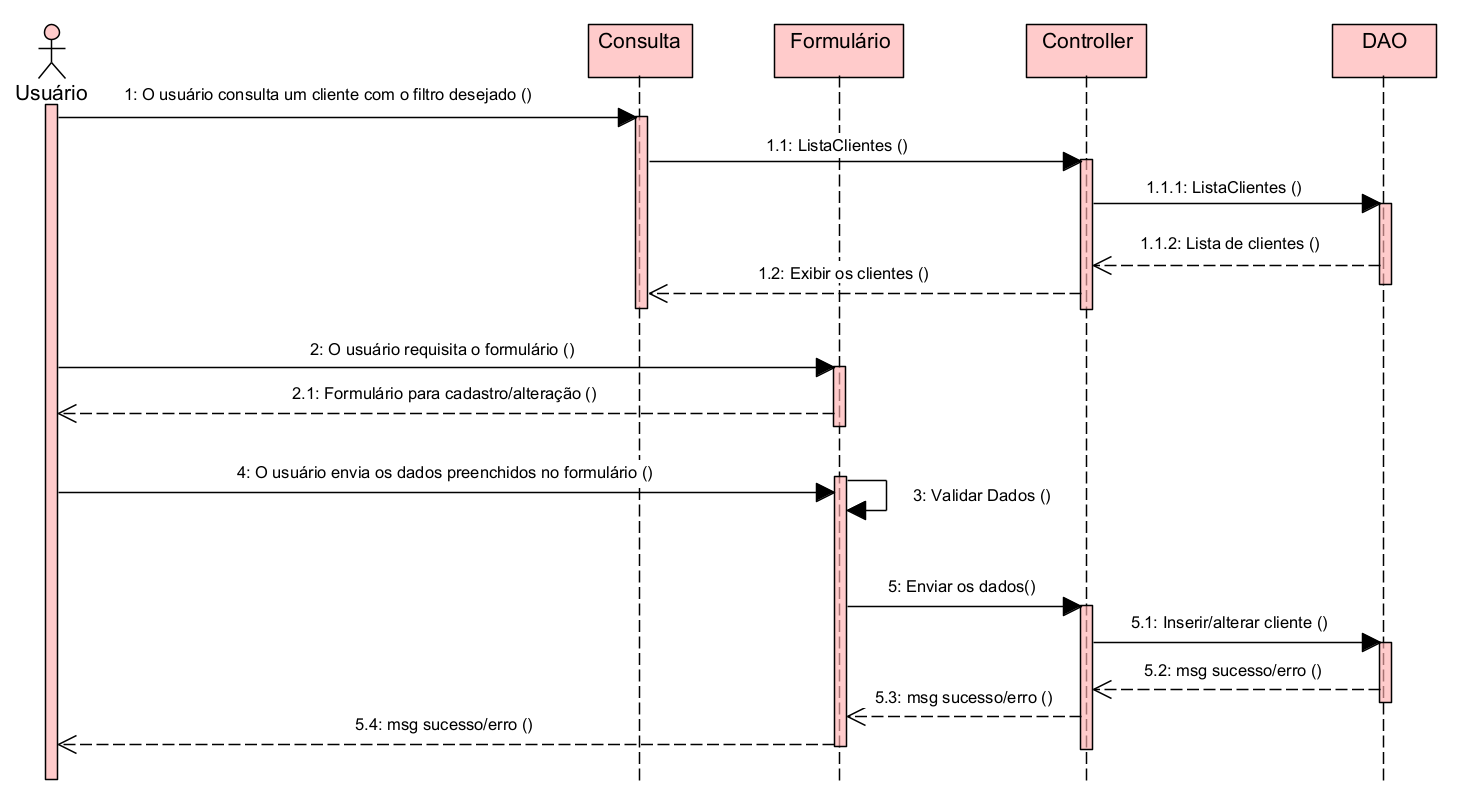 Consulta
Formulário
Controller
DAO
Usuário
1: O usuário consulta um cliente com o filtro desejado ()
1.1: ListaClientes ()
1.1.1: ListaClientes ()
1.1.2: Lista de clientes ()
1.2: Exibir os clientes ()
2: O usuário requisita o formulário ()
2.1: Formulário para cadastro/alteração ()
4: O usuário envia os dados preenchidos no formulário ()
3: Validar Dados ()
5: Enviar os dados()
5.1: Inserir/alterar cliente ()
5.2: msg sucesso/erro ()
5.3: msg sucesso/erro ()
5.4: msg sucesso/erro ()